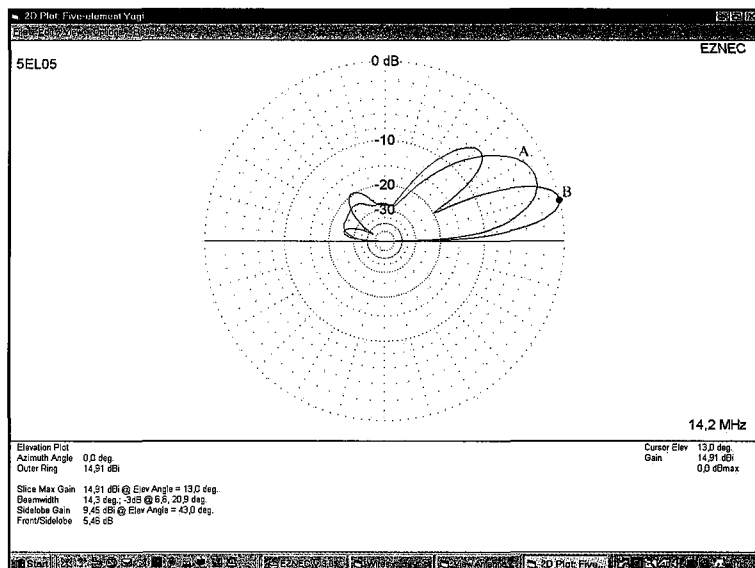 2D Plot: Five-element Yagi
EZNEC
5EL05
0 dB
-10
-20
-30
A
B
14,2 MHz
Elevation Plot
Azimuth Angle 0,0 deg.
Outer Ring 14,91 dBi
Slice Max Gain 14,91 dBi @ Elev Angle = 13,0 deg.
Beamwidth 14,3 deg.; -3dB @ 6,6, 20,9 deg.
Sidelobe Gain 9,45 dBi @ Elev Angle = 43,0 deg.
Front/Sidelobe 5,46 dB
Cursor Elev 13,0 deg.
Gain 14,91 dBi
0,0 dBmax
Start
2D Plot: Five-